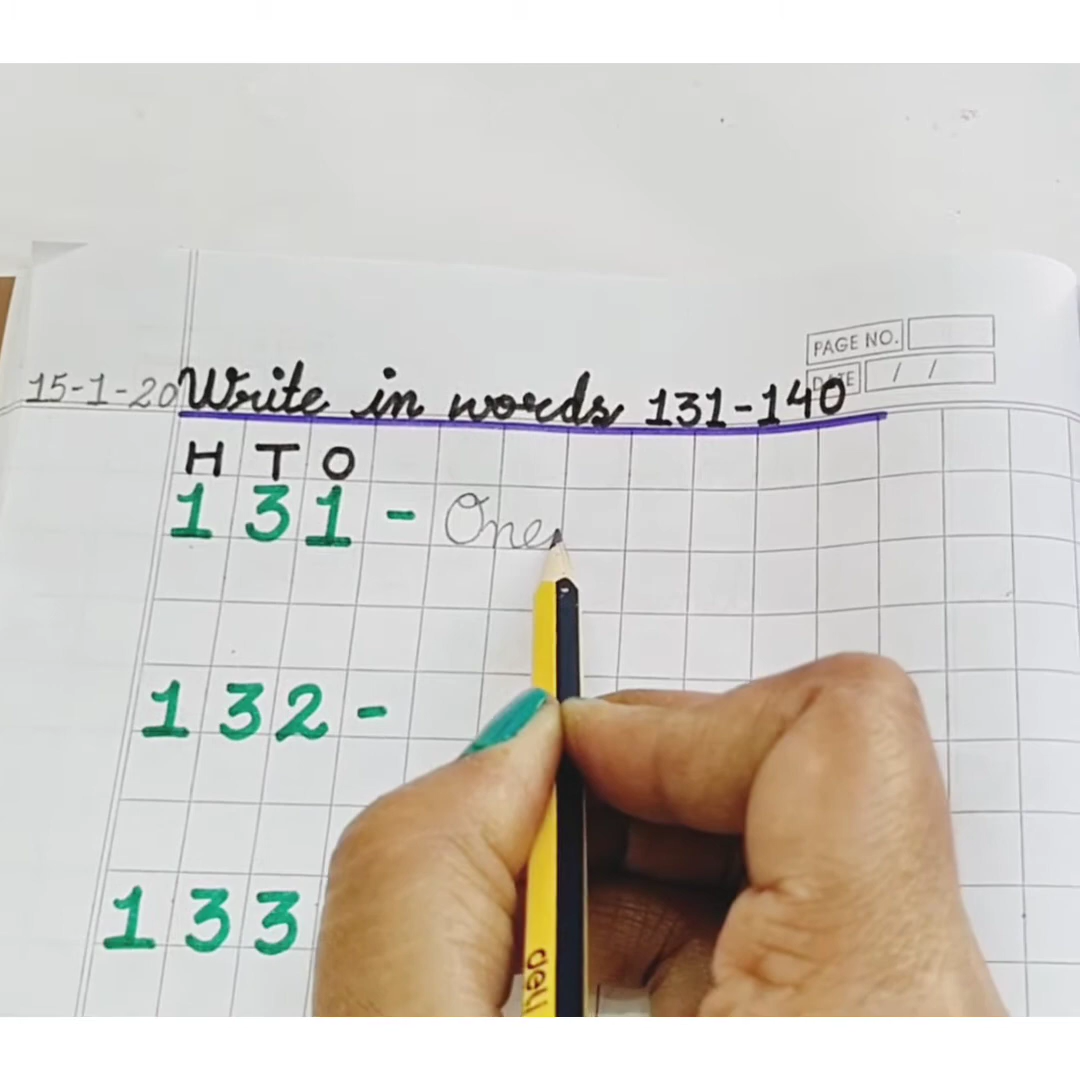 PAGE NO.
DATE / /
15-1-20 Write in words 131-140
H T O
131 - One
132 -
133
deli